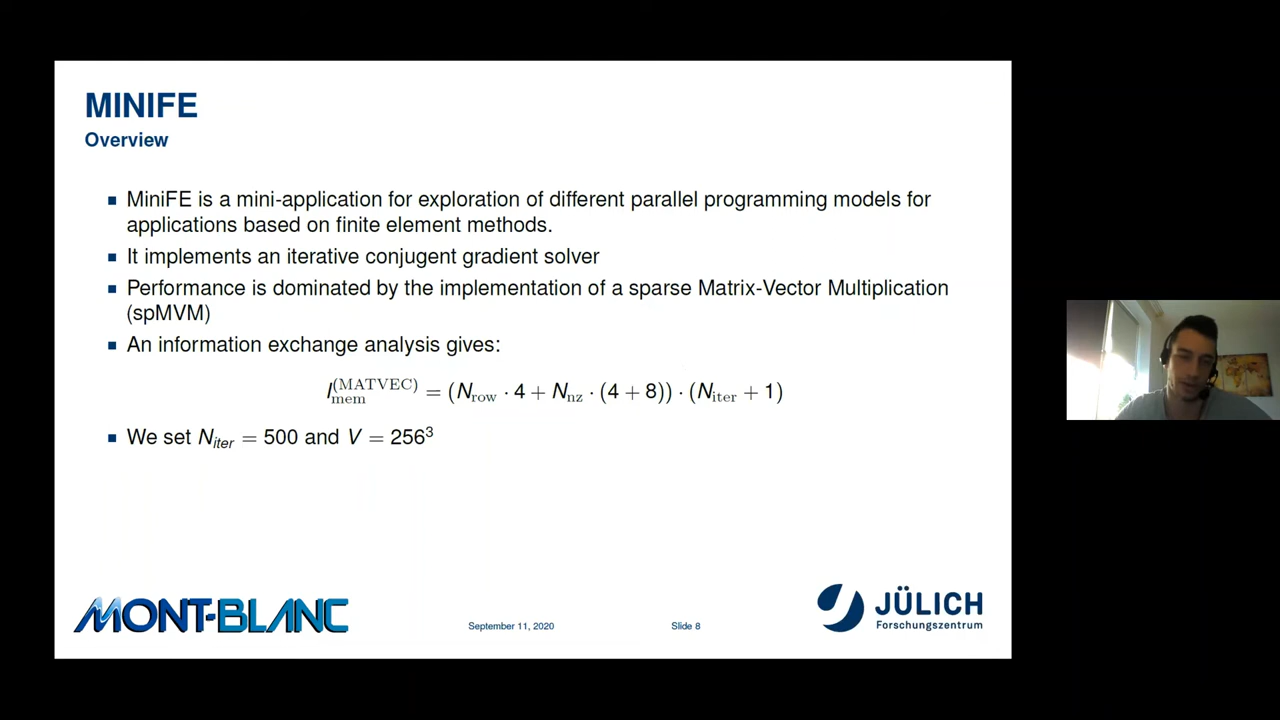 MINIFE
Overview
MiniFE is a mini-application for exploration of different parallel programming models for
applications based on finite element methods.
It implements an iterative conjugent gradient solver
Performance is dominated by the implementation of a sparse Matrix-Vector Multiplication
(spMVM)
An information exchange analysis gives:
I_mem^(MATVEC) = (N_row · 4 + N_nz · (4 + 8)) · (N_iter + 1)
We set N_iter = 500 and V = 256³
MONT-BLANC
September 11, 2020
Slide 8
JÜLICH
Forschungszentrum